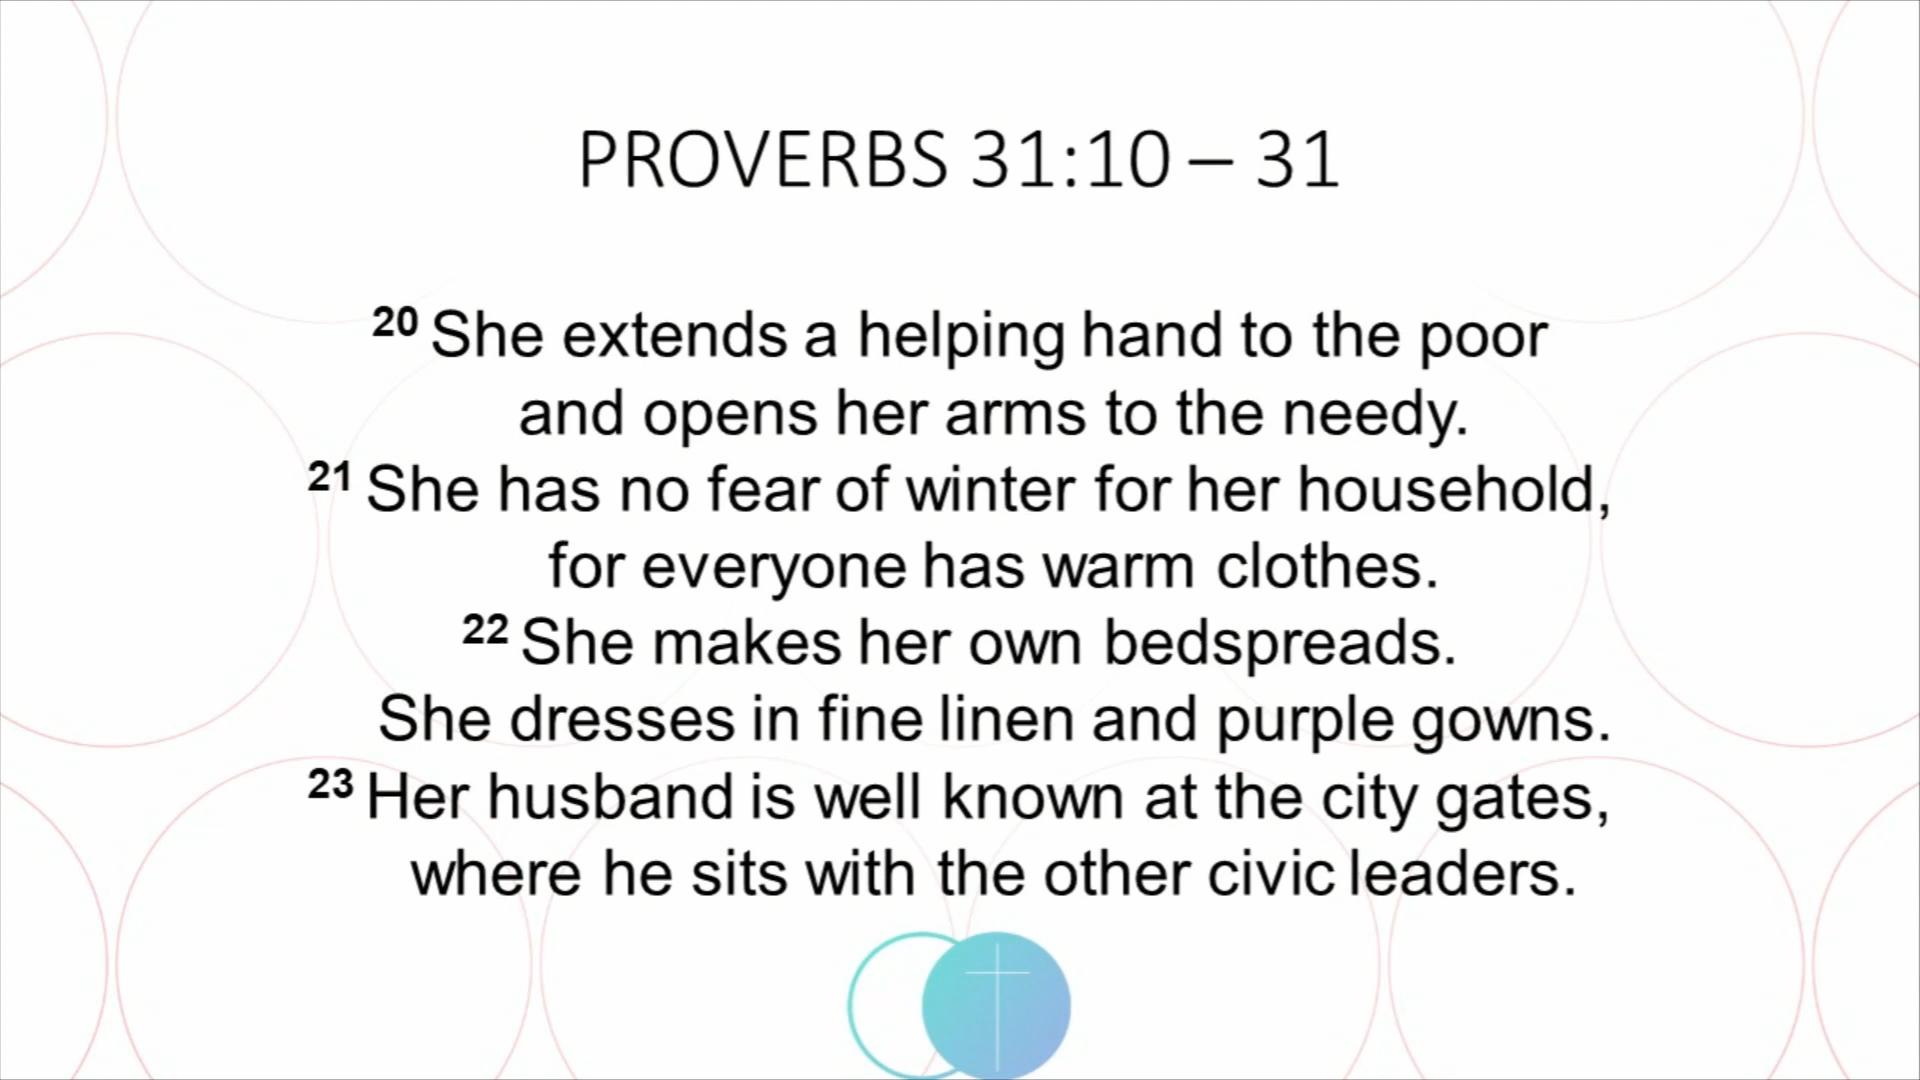 PROVERBS 31:10 – 31
20 She extends a helping hand to the poor
and opens her arms to the needy.
21 She has no fear of winter for her household,
for everyone has warm clothes.
22 She makes her own bedspreads.
She dresses in fine linen and purple gowns.
23 Her husband is well known at the city gates,
where he sits with the other civic leaders.